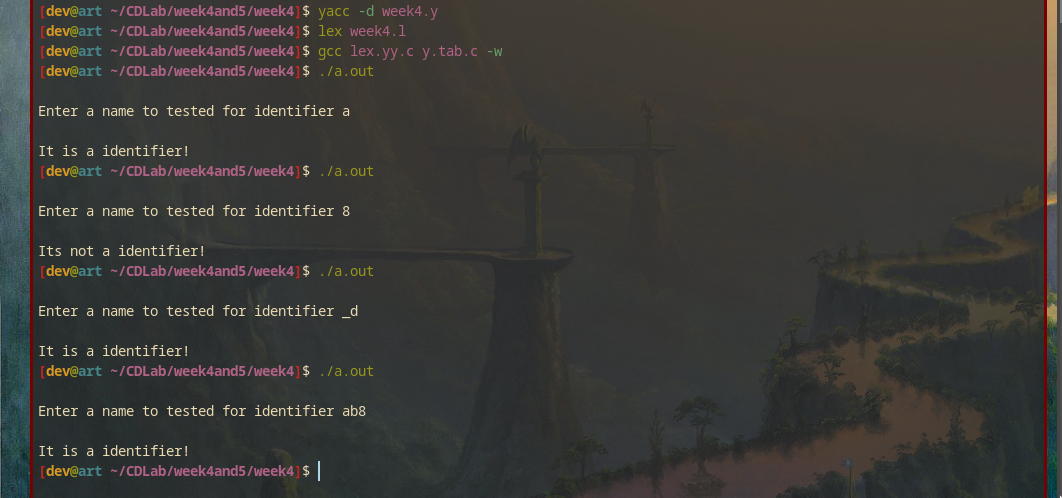 [dev@art ~/CDLab/week4and5/week4]$ yacc -d week4.y
[dev@art ~/CDLab/week4and5/week4]$ lex week4.l
[dev@art ~/CDLab/week4and5/week4]$ gcc lex.yy.c y.tab.c -w
[dev@art ~/CDLab/week4and5/week4]$ ./a.out
Enter a name to tested for identifier a
It is a identifier!
[dev@art ~/CDLab/week4and5/week4]$ ./a.out
Enter a name to tested for identifier 8
Its not a identifier!
[dev@art ~/CDLab/week4and5/week4]$ ./a.out
Enter a name to tested for identifier _d
It is a identifier!
[dev@art ~/CDLab/week4and5/week4]$ ./a.out
Enter a name to tested for identifier ab8
It is a identifier!
[dev@art ~/CDLab/week4and5/week4]$